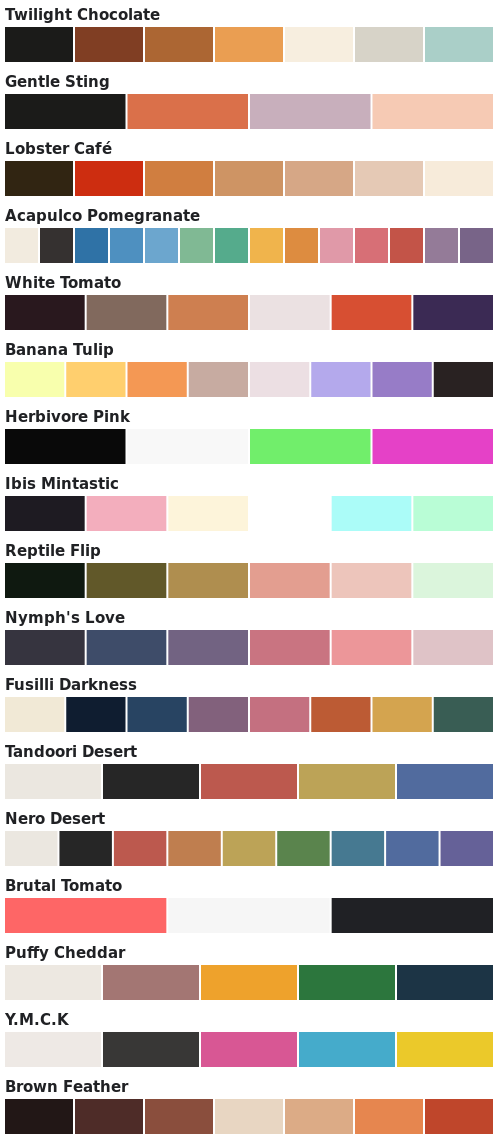 Twilight Chocolate
Gentle Sting
Lobster Café
Acapulco Pomegranate
White Tomato
Banana Tulip
Herbivore Pink
Ibis Mintastic
Reptile Flip
Nymph's Love
Fusilli Darkness
Tandoori Desert
Nero Desert
Brutal Tomato
Puffy Cheddar
Y.M.C.K
Brown Feather